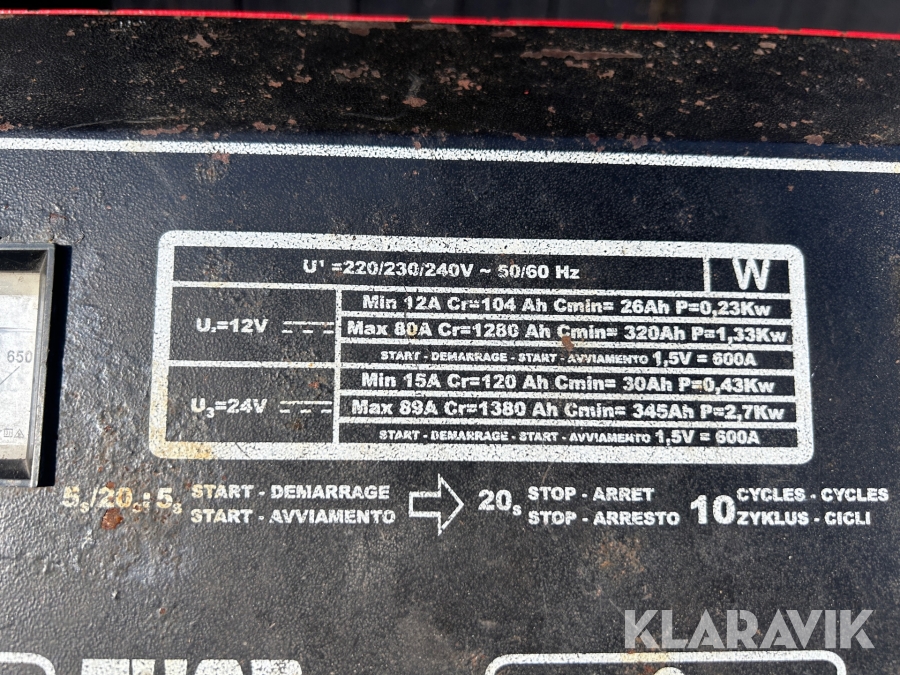 U¹ =220/230/240V ~ 50/60 Hz
W
U₂=12V
Min 12A Cr=104 Ah Cmin= 26Ah P=0,23Kw
Max 80A Cr=1280 Ah Cmin= 320Ah P=1,33Kw
START - DEMARRAGE - START - AVVIAMENTO 1,5V = 600A
U₃=24V
Min 15A Cr=120 Ah Cmin= 30Ah P=0,43Kw
Max 89A Cr=1380 Ah Cmin= 345Ah P=2,7Kw
START - DEMARRAGE - START - AVVIAMENTO 1,5V = 600A
650
5s/20s: 5s START - DEMARRAGE
START - AVVIAMENTO
20s STOP - ARRET
STOP - ARRESTO
10 CYCLES - CYCLES
ZYKLUS - CICLI
KLARAVIK